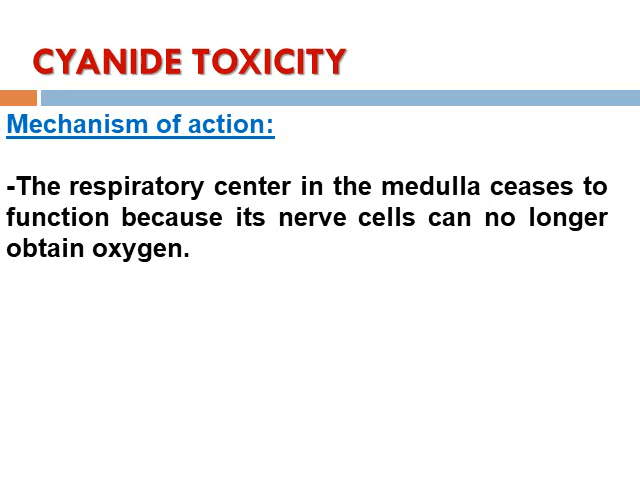 CYANIDE TOXICITY
Mechanism of action:
-The respiratory center in the medulla ceases to
function because its nerve cells can no longer
obtain oxygen.